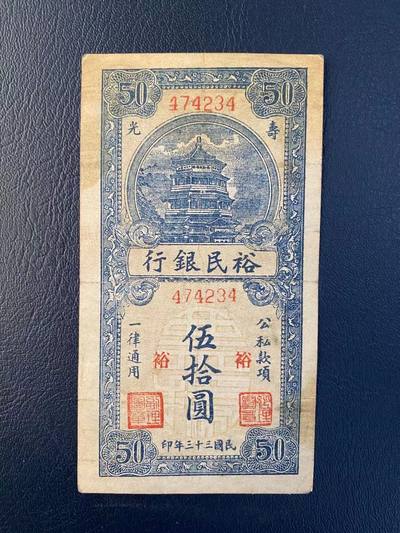 50 474234 50
壽光
裕民銀行
474234
公私款項
伍拾圓
一律通用
裕 裕
民國三十三年印
50 50